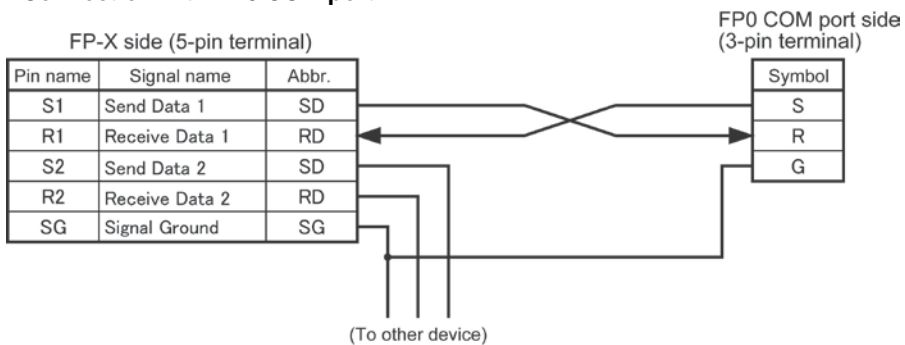 FP0 COM port side
(3-pin terminal)
FP-X side (5-pin terminal)
Pin name Signal name Abbr.
S1 Send Data 1 SD
R1 Receive Data 1 RD
S2 Send Data 2 SD
R2 Receive Data 2 RD
SG Signal Ground SG
Symbol
S
R
G
(To other device)